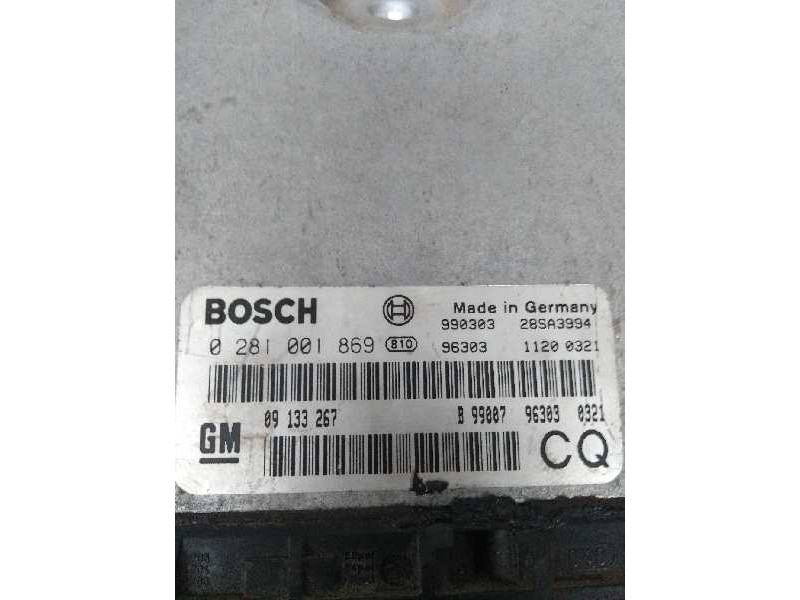 BOSCH Made in Germany
990303 28SA3994
0 281 001 869 810 96303 1120 0321
09 133 267 B 99007 96303 0321
GM CQ